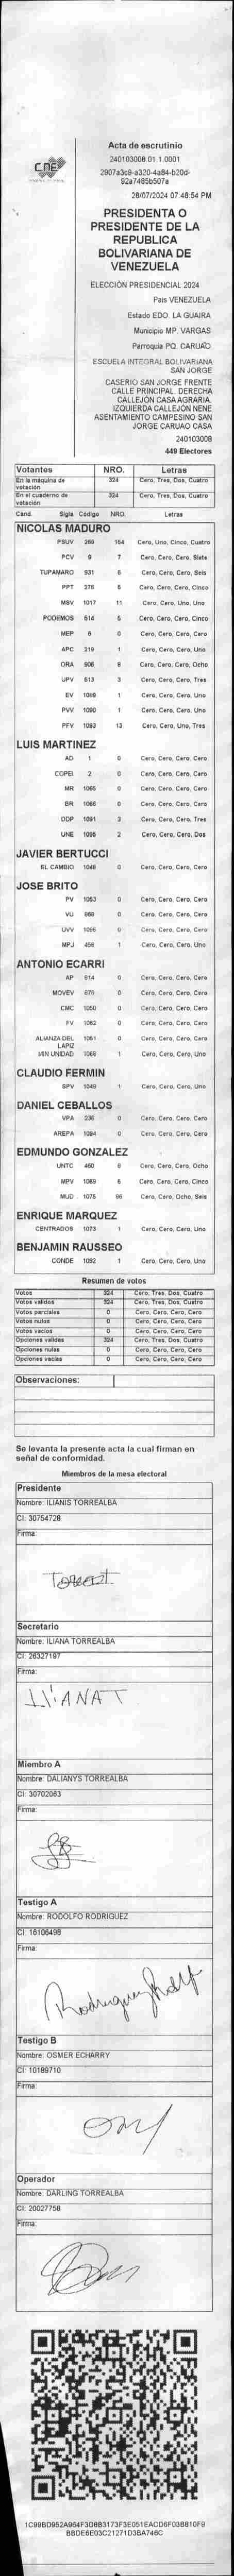 CNE
Acta de escrutinio
240103008.01.1.0001
2907a3c9-a320-4a84-b20d-
92a7485b507a
28/07/2024 07:48:54 PM
PRESIDENTA O
PRESIDENTE DE LA
REPUBLICA
BOLIVARIANA DE
VENEZUELA
ELECCIÓN PRESIDENCIAL 2024
Pais VENEZUELA
Estado EDO. LA GUAIRA
Municipio MP. VARGAS
Parroquia PQ. CARUAO
ESCUELA INTEGRAL BOLIVARIANA
SAN JORGE
CASERIO SAN JORGE FRENTE
CALLE PRINCIPAL. DERECHA
CALLEJÓN CASA AGRARIA.
IZQUIERDA CALLEJÓN NENE
ASENTAMIENTO CAMPESINO SAN
JORGE CARUAO CASA
240103008
449 Electores
Votantes NRO. Letras
En la máquina de votación 324 Cero, Tres, Dos, Cuatro
En el cuaderno de votación 324 Cero, Tres, Dos, Cuatro
Cand. Sigla Código NRO. Letras
NICOLAS MADURO
PSUV 269 154 Cero, Uno, Cinco, Cuatro
PCV 7 Cero, Cero, Cero, Siete
TUPAMARO 931 6 Cero, Cero, Cero, Seis
PPT 276 5 Cero, Cero, Cero, Cinco
MSV 1017 11 Cero, Cero, Uno, Uno
PODEMOS 514 5 Cero, Cero, Cero, Cinco
MEP 0 Cero, Cero, Cero, Cero
APC 219 1 Cero, Cero, Cero, Uno
ORA 906 8 Cero, Cero, Cero, Ocho
UPV 513 3 Cero, Cero, Cero, Tres
EV 1069 1 Cero, Cero, Cero, Uno
PVV 1090 1 Cero, Cero, Cero, Uno
PFV 1093 13 Cero, Cero, Uno, Tres
LUIS MARTINEZ
AD 1 0 Cero, Cero, Cero, Cero
COPEI 2 0 Cero, Cero, Cero, Cero
MR 1065 0 Cero, Cero, Cero, Cero
BR 1066 0 Cero, Cero, Cero, Cero
DDP 1091 3 Cero, Cero, Cero, Tres
UNE 1095 2 Cero, Cero, Cero, Dos
JAVIER BERTUCCI
EL CAMBIO 1048 0 Cero, Cero, Cero, Cero
JOSE BRITO
PV 1053 0 Cero, Cero, Cero, Cero
VU 969 0 Cero, Cero, Cero, Cero
UVV 1096 0 Cero, Cero, Cero, Cero
MPJ 458 1 Cero, Cero, Cero, Uno
ANTONIO ECARRI
AP 914 0 Cero, Cero, Cero, Cero
MOVEV 970 0 Cero, Cero, Cero, Cero
CMC 1050 0 Cero, Cero, Cero, Cero
FV 1062 0 Cero, Cero, Cero, Cero
ALIANZA DEL LAPIZ 1051 0 Cero, Cero, Cero, Cero
MIN UNIDAD 1068 1 Cero, Cero, Cero, Uno
CLAUDIO FERMIN
SPV 1049 1 Cero, Cero, Cero, Uno
DANIEL CEBALLOS
VPA 236 0 Cero, Cero, Cero, Cero
AREPA 1094 0 Cero, Cero, Cero, Cero
EDMUNDO GONZALEZ
UNTC 460 8 Cero, Cero, Cero, Ocho
MPV 1069 5 Cero, Cero, Cero, Cinco
MUD 1075 86 Cero, Cero, Ocho, Seis
ENRIQUE MARQUEZ
CENTRADOS 1073 1 Cero, Cero, Cero, Uno
BENJAMIN RAUSSEO
CONDE 1092 1 Cero, Cero, Cero, Uno
Resumen de votos
Votos 324 Cero, Tres, Dos, Cuatro
Votos validos 324 Cero, Tres, Dos, Cuatro
Votos parciales 0 Cero, Cero, Cero, Cero
Votos nulos 0 Cero, Cero, Cero, Cero
Votos vacios 0 Cero, Cero, Cero, Cero
Opciones validas 324 Cero, Tres, Dos, Cuatro
Opciones nulas 0 Cero, Cero, Cero, Cero
Opciones vacias 0 Cero, Cero, Cero, Cero
Observaciones:
Se levanta la presente acta la cual firman en
señal de conformidad.
Miembros de la mesa electoral
Presidente
Nombre: ILIANIS TORREALBA
CI: 30754728
Firma:
Secretario
Nombre: ILIANA TORREALBA
CI: 26327197
Firma:
ILIANA T
Miembro A
Nombre: DALIANYS TORREALBA
CI: 30702063
Firma:
Testigo A
Nombre: RODOLFO RODRIGUEZ
CI: 16106498
Firma:
Testigo B
Nombre: OSMER ECHARRY
CI: 10189710
Firma:
Operador
Nombre: DARLING TORREALBA
CI: 20027758
Firma:
1C99BD952A964F3D8B3173F3E051EACD6F03B810F9
BBDE6E03C21271D3BA746C